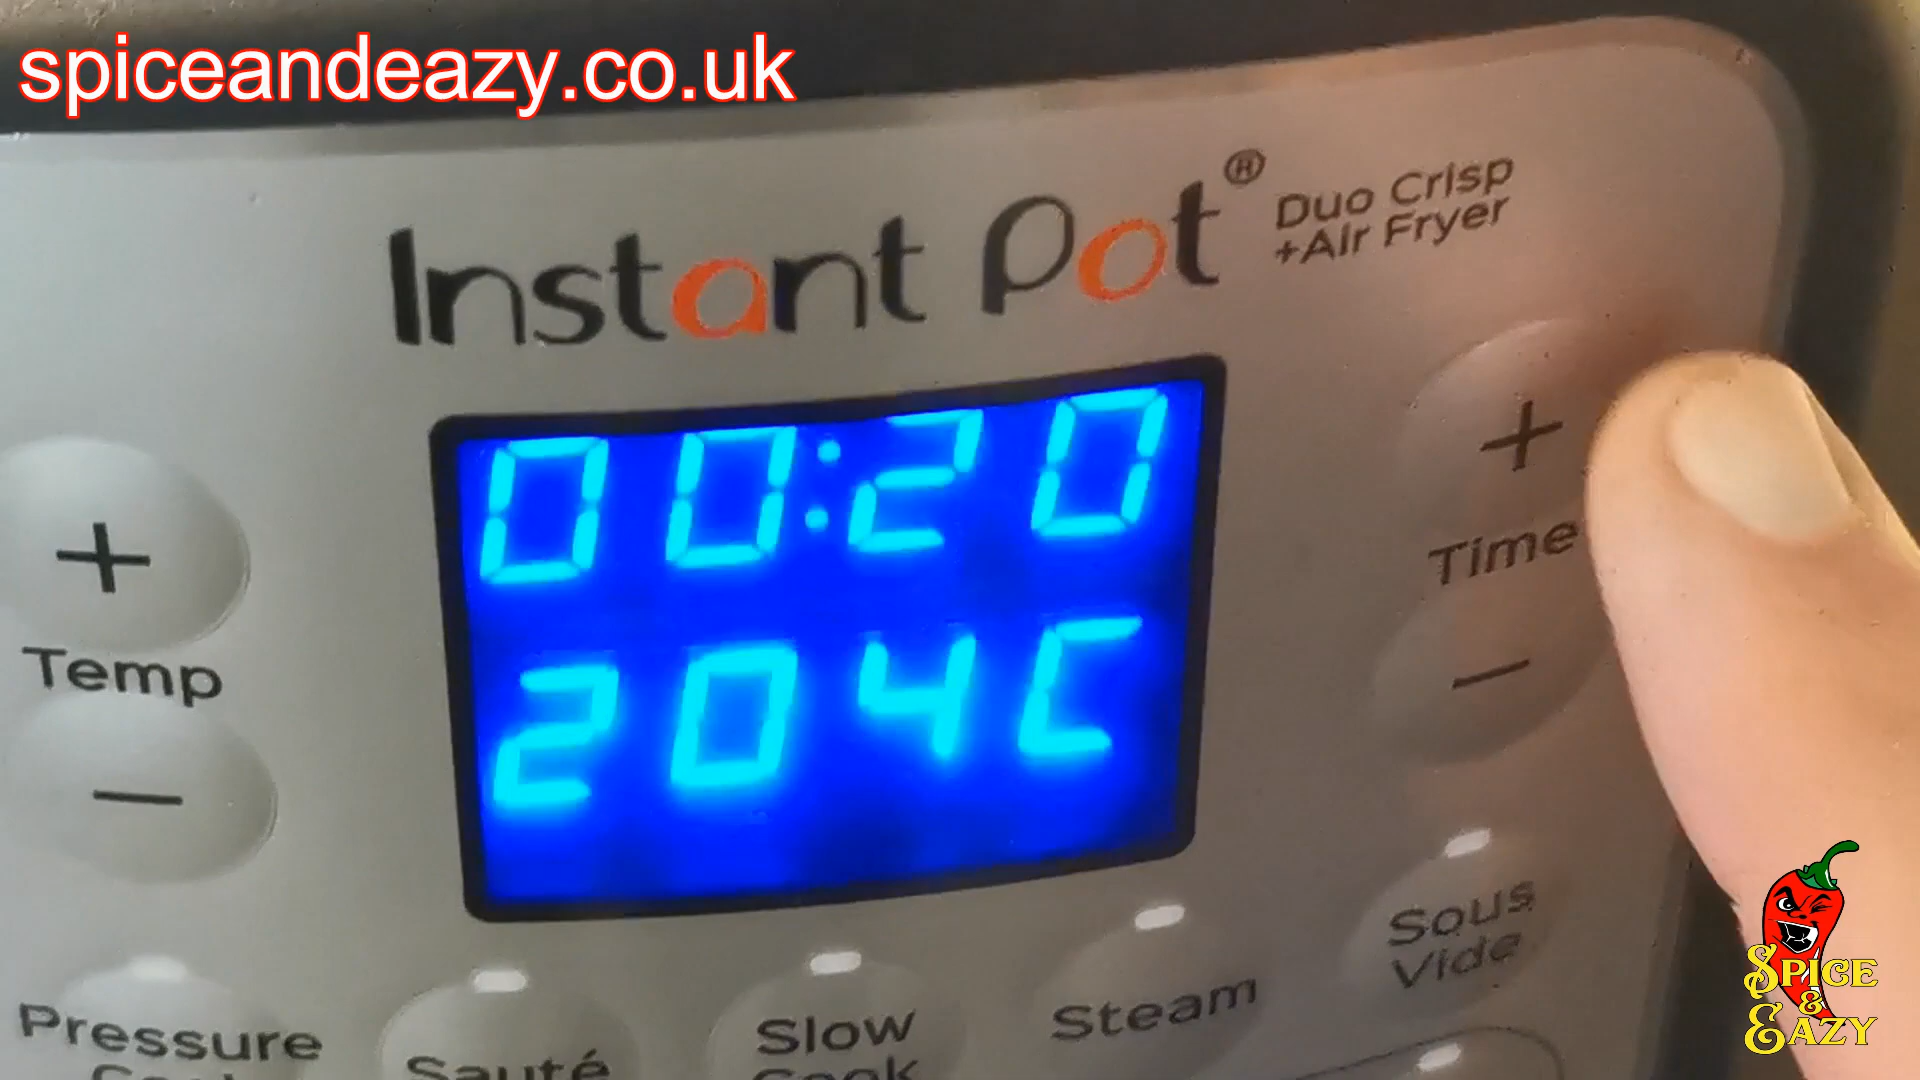 spiceandeazy.co.uk
Instant Pot®
Duo Crisp
+Air Fryer
00:20
204C
+
Temp
−
+
Time
−
Pressure
Sauté
Slow
Cook
Steam
Sous
Vide
SPICE
&
EAZY